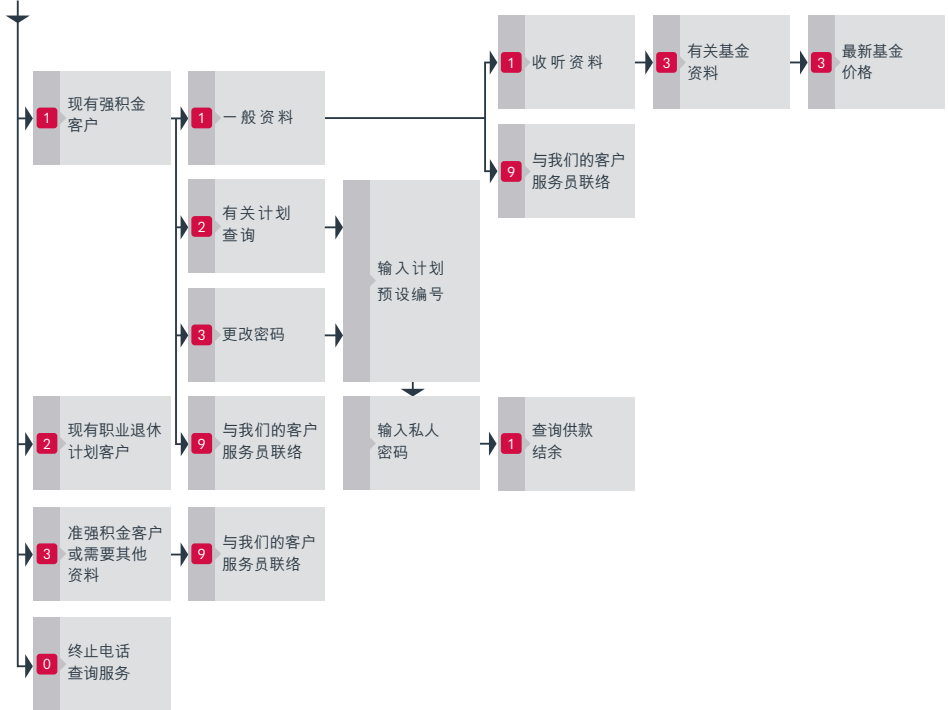 1
收听资料
3
有关基金
资料
3
最新基金
价格
1
现有强积金
客户
1
一般资料
9
与我们的客户
服务员联络
2
有关计划
查询
输入计划
预设编号
3
更改密码
2
现有职业退休
计划客户
9
与我们的客户
服务员联络
输入私人
密码
1
查询供款
结余
3
准强积金客户
或需要其他
资料
9
与我们的客户
服务员联络
0
终止电话
查询服务